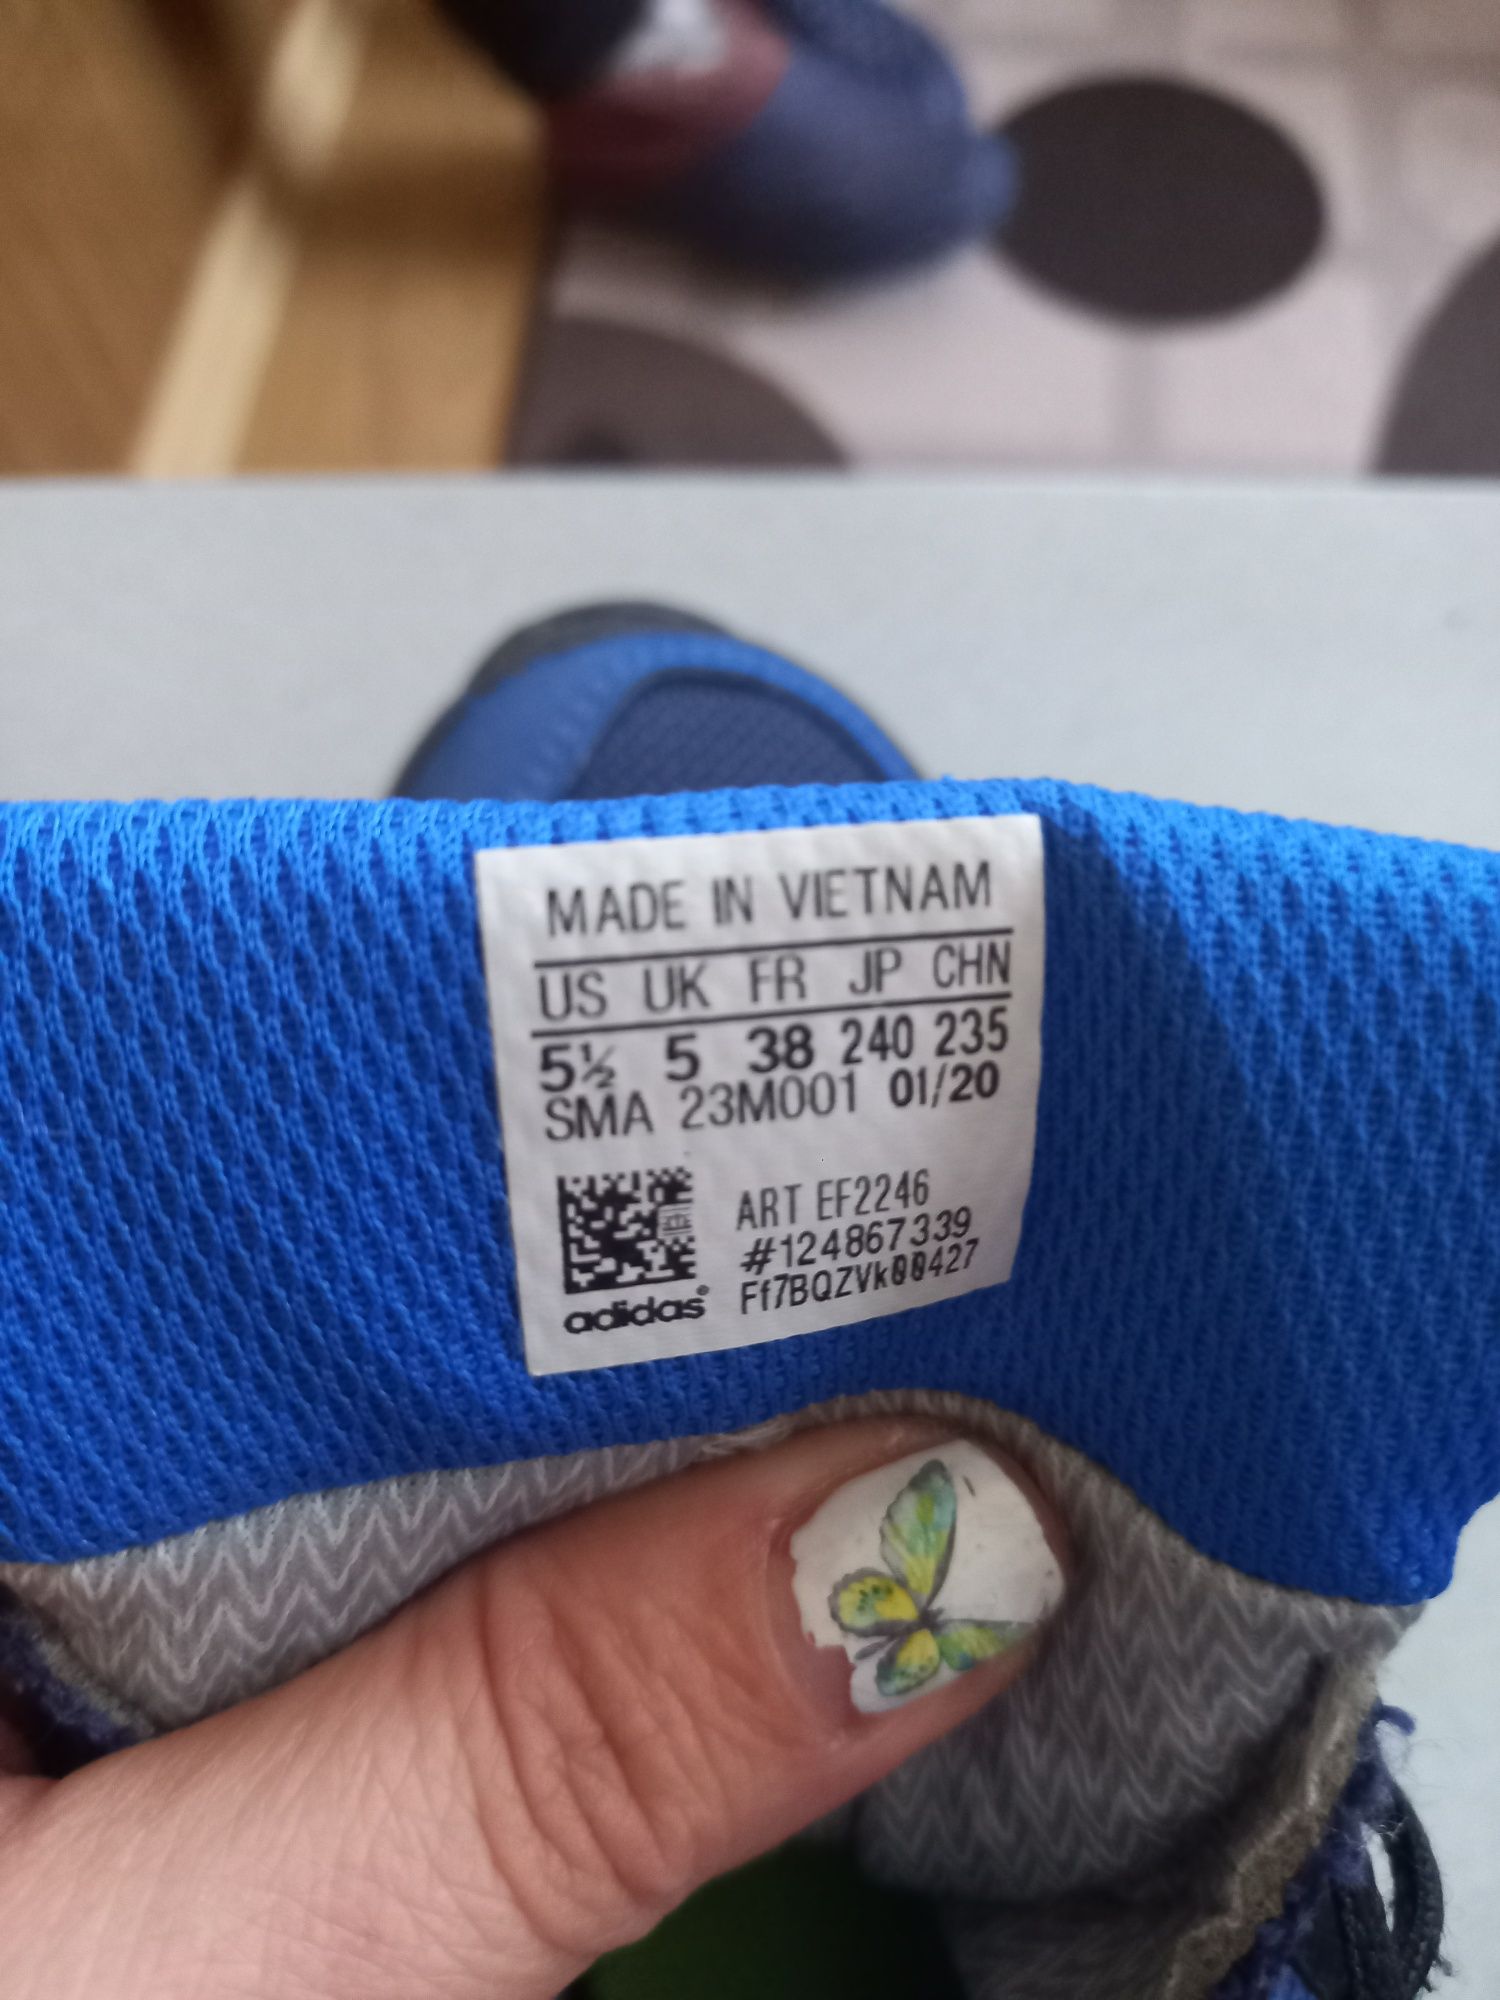 MADE IN VIETNAM
US UK FR JP CHN
5½ 5 38 240 235
SMA 23M001 01/20
ART EF2246
#124867339
Ff7BQZVk00427
adidas®